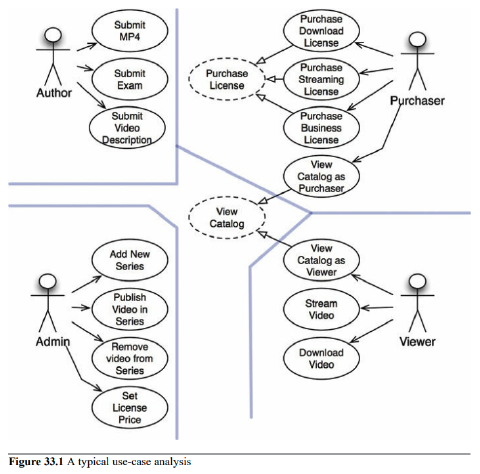 Submit
MP4
Submit
Exam
Submit
Video
Description
Author
Purchase
Download
License
Purchase
License
Purchase
Streaming
License
Purchase
Business
License
View
Catalog as
Purchaser
Purchaser
View
Catalog
Add New
Series
Publish
Video in
Series
Remove
video from
Series
Set
License
Price
Admin
View
Catalog as
Viewer
Stream
Video
Download
Video
Viewer
Figure 33.1 A typical use-case analysis